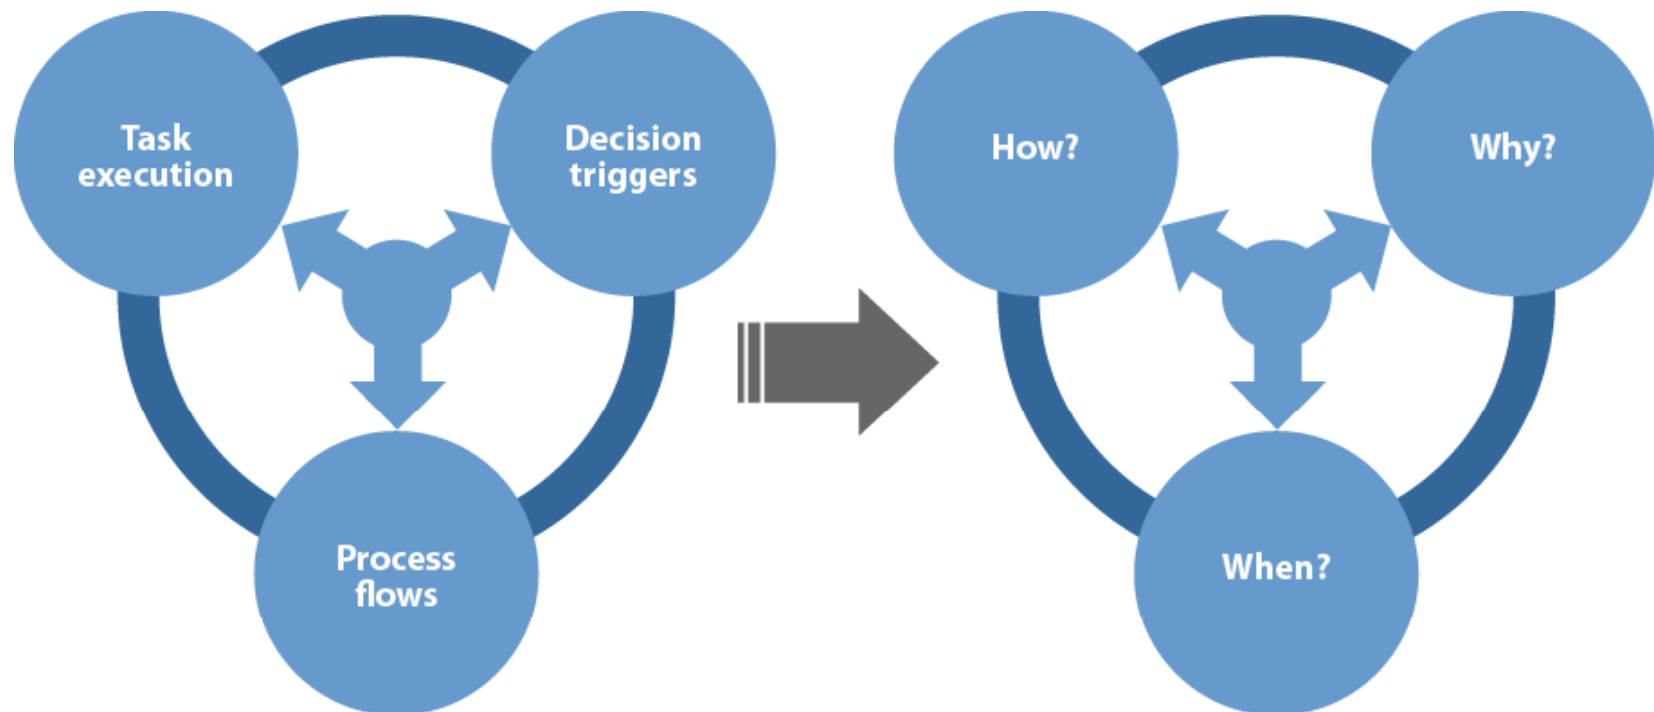 Task
execution
Decision
triggers
Process
flows
How?
Why?
When?